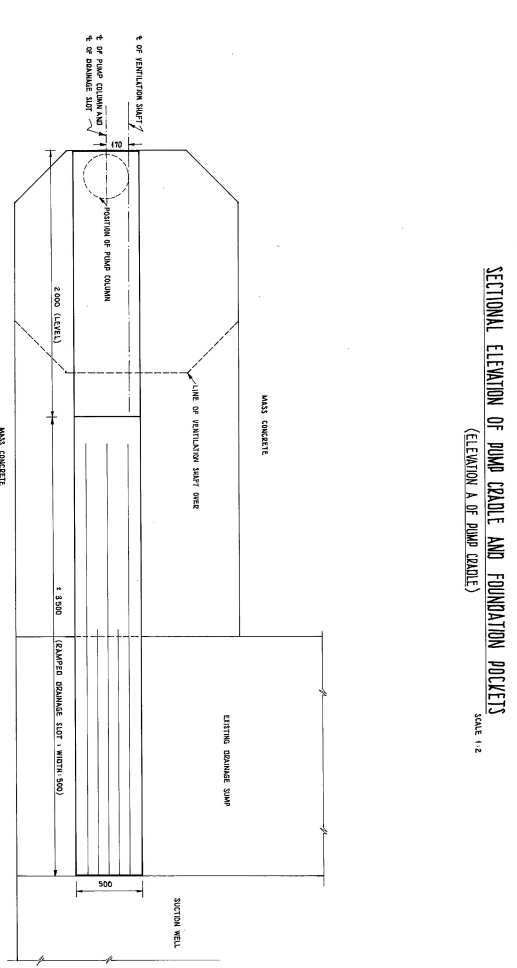 SECTIONAL ELEVATION OF PUMP CRADLE AND FOUNDATION POCKETS
(ELEVATION A OF PUMP CRADLE)
SCALE 1:2
℄ OF VENTILATION SHAFT
℄ OF PUMP COLUMN AND
℄ OF DRAINAGE SLOT
170
POSITION OF PUMP COLUMN
2 000 (LEVEL)
LINE OF VENTILATION SHAFT OVER
MASS CONCRETE
MASS CONCRETE
± 3 500
(RAMPED DRAINAGE SLOT : WIDTH=500)
EXISTING DRAINAGE SUMP
500
SUCTION WELL